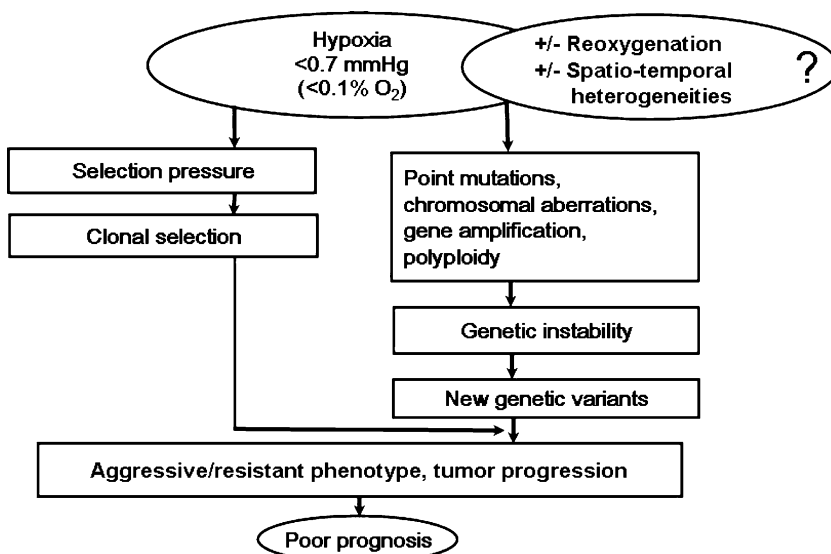 Hypoxia
<0.7 mmHg
(<0.1% O₂)
+/- Reoxygenation
+/- Spatio-temporal
heterogeneities
?
Selection pressure
Clonal selection
Point mutations,
chromosomal aberrations,
gene amplification,
polyploidy
Genetic instability
New genetic variants
Aggressive/resistant phenotype, tumor progression
Poor prognosis